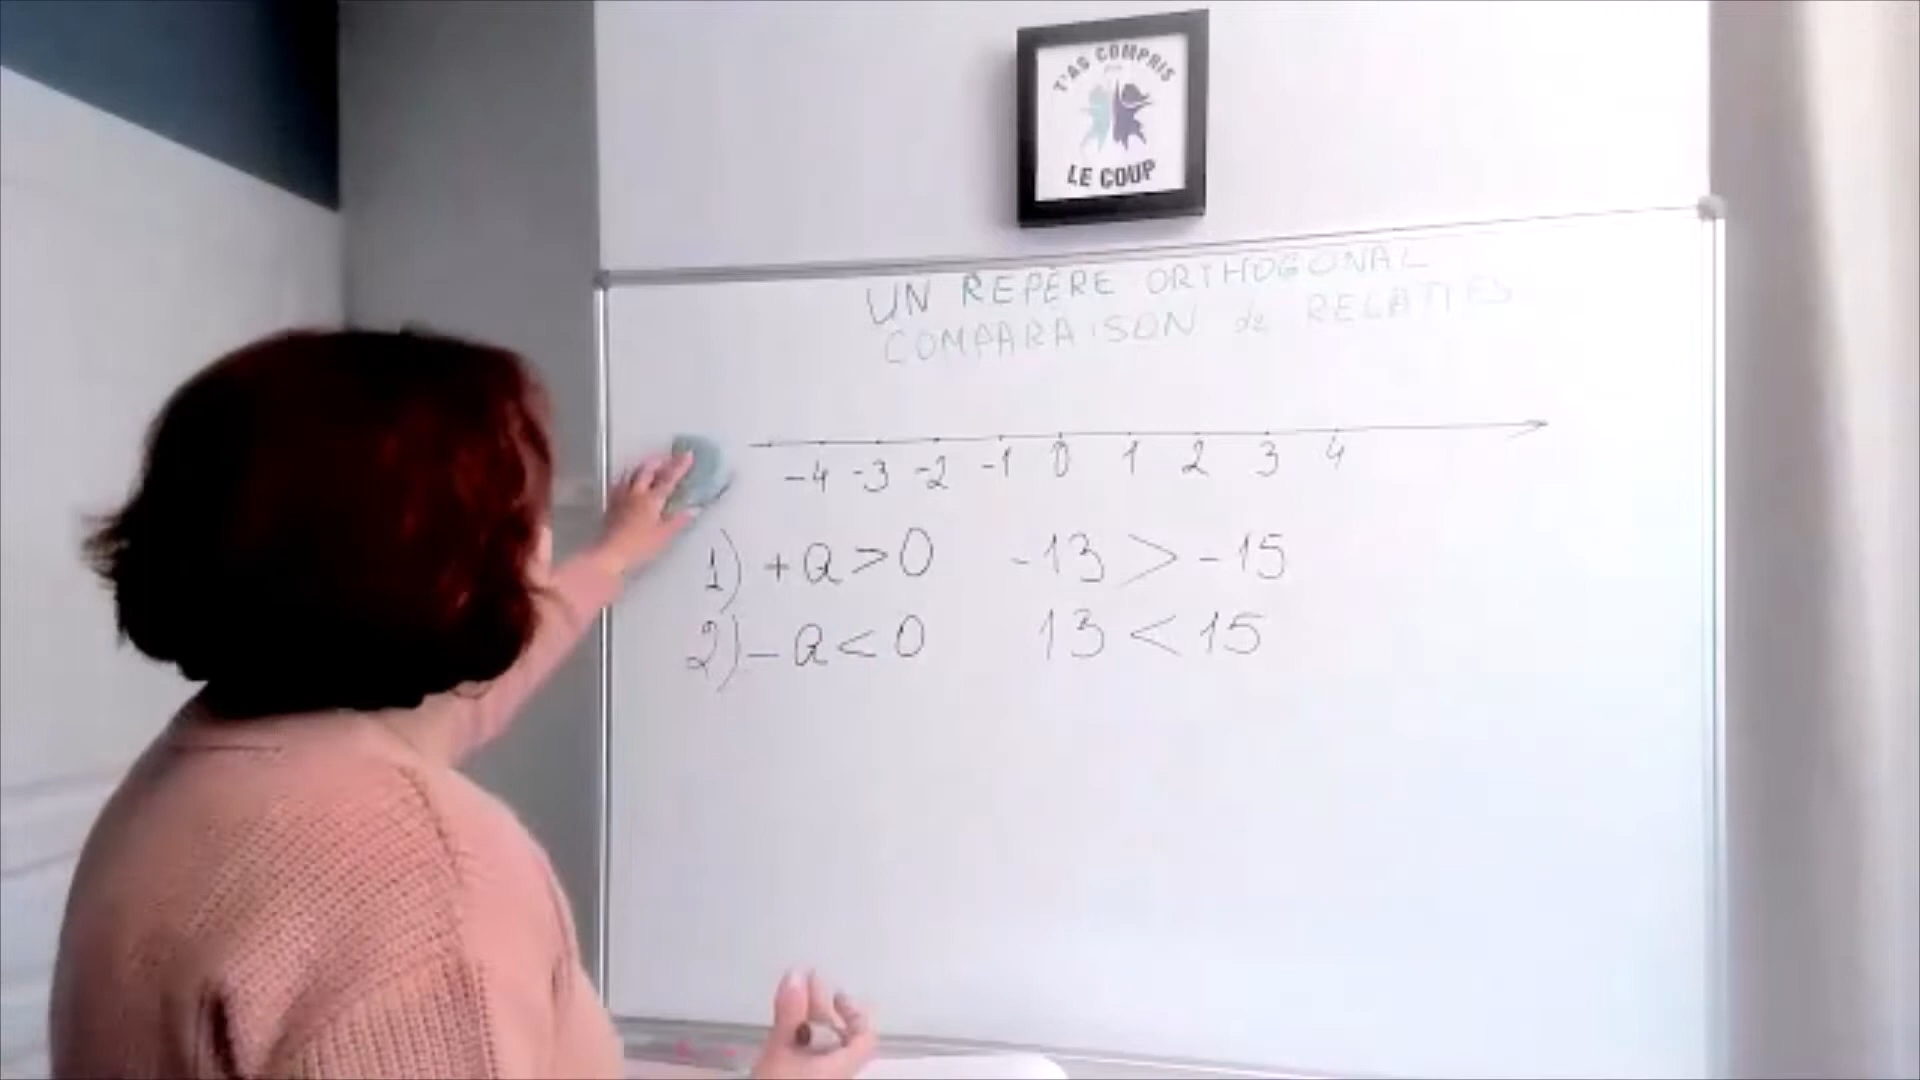 T'AS COMPRIS
LE COUP
UN REPÈRE ORTHOGONAL
COMPARAISON de RELATIFS
-4 -3 -2 -1 0 1 2 3 4
1) +a>0 -13 > -15
2) -a<0 13 < 15